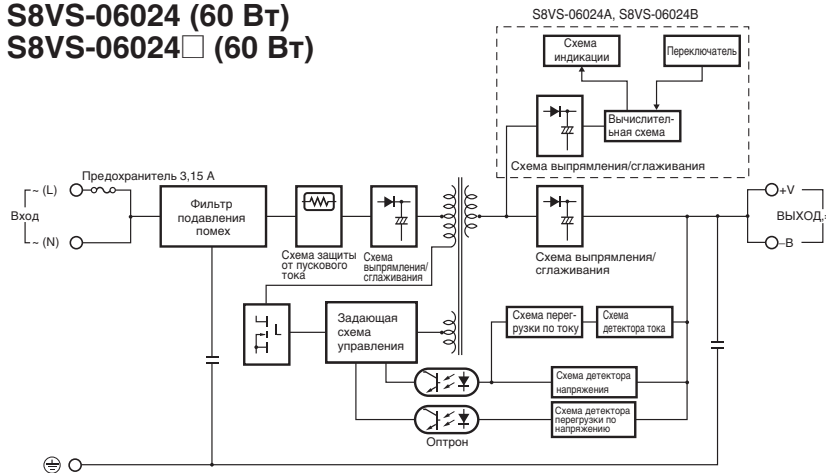 S8VS-06024 (60 Вт)
S8VS-06024□ (60 Вт)
S8VS-06024A, S8VS-06024B
Схема
индикации
Переключатель
Вычислитель-
ная схема
Схема выпрямления/сглаживания
Предохранитель 3,15 А
~ (L)
Вход
~ (N)
Фильтр
подавления
помех
Схема защиты
от пускового
тока
Схема
выпрямления/
сглаживания
Схема выпрямления/
сглаживания
+V
ВЫХОД,=
–В
Задающая
схема
управления
Схема перег-
рузки по току
Схема
детектора тока
Схема детектора
напряжения
Схема детектора
перегрузки по
напряжению
Оптрон